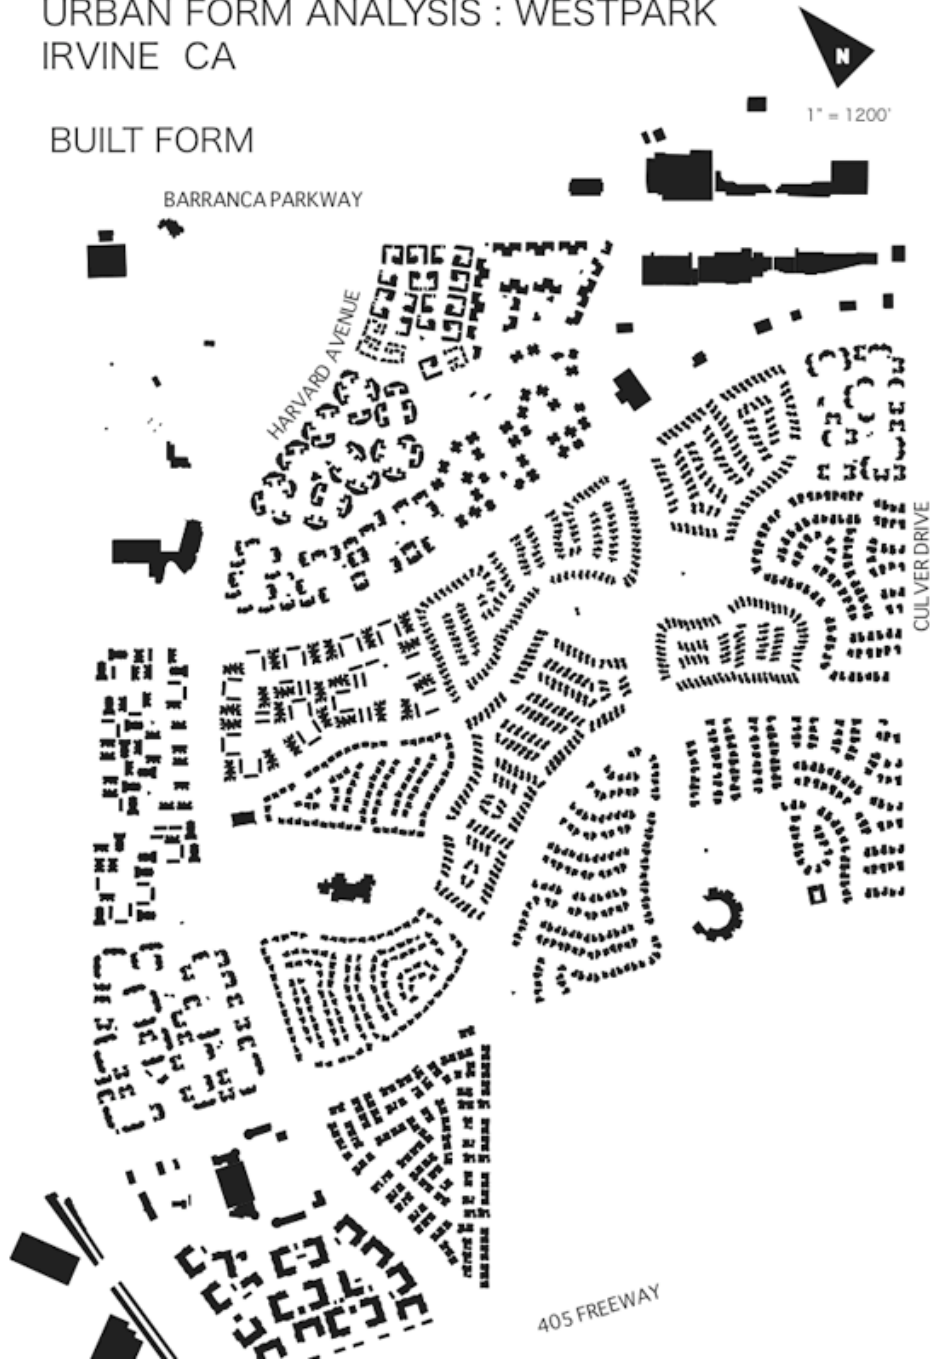 URBAN FORM ANALYSIS : WESTPARK
IRVINE CA
N
1" = 1200'
BUILT FORM
BARRANCA PARKWAY
HARVARD AVENUE
CULVER DRIVE
405 FREEWAY